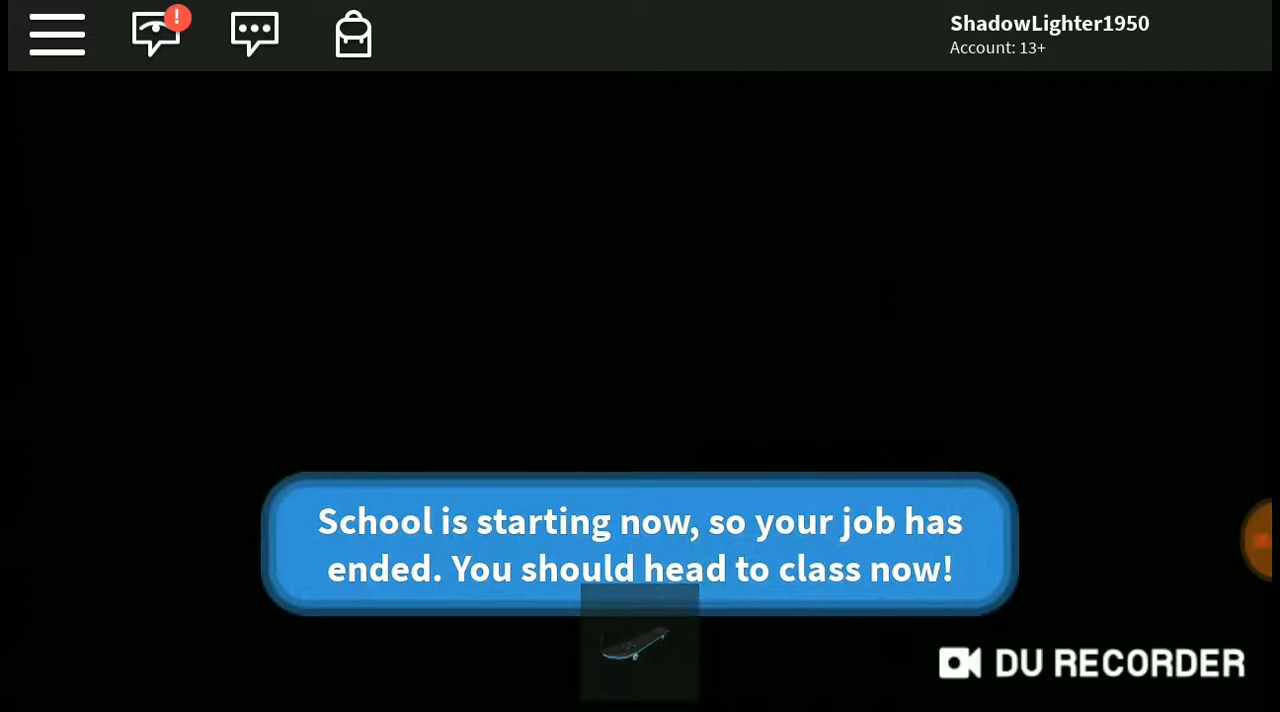 ShadowLighter1950
Account: 13+
!
School is starting now, so your job has
ended. You should head to class now!
DU RECORDER